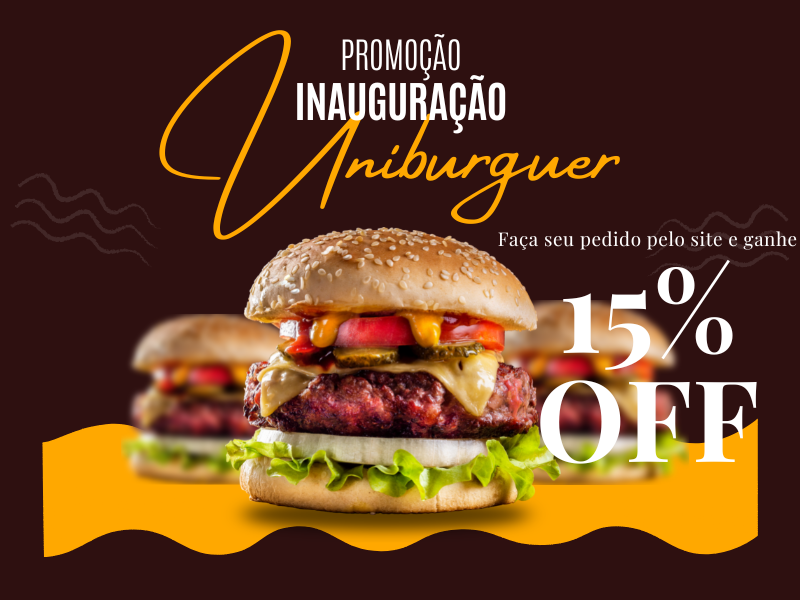 PROMOÇÃO
INAUGURAÇÃO
Uniburguer
Faça seu pedido pelo site e ganhe
15%
OFF